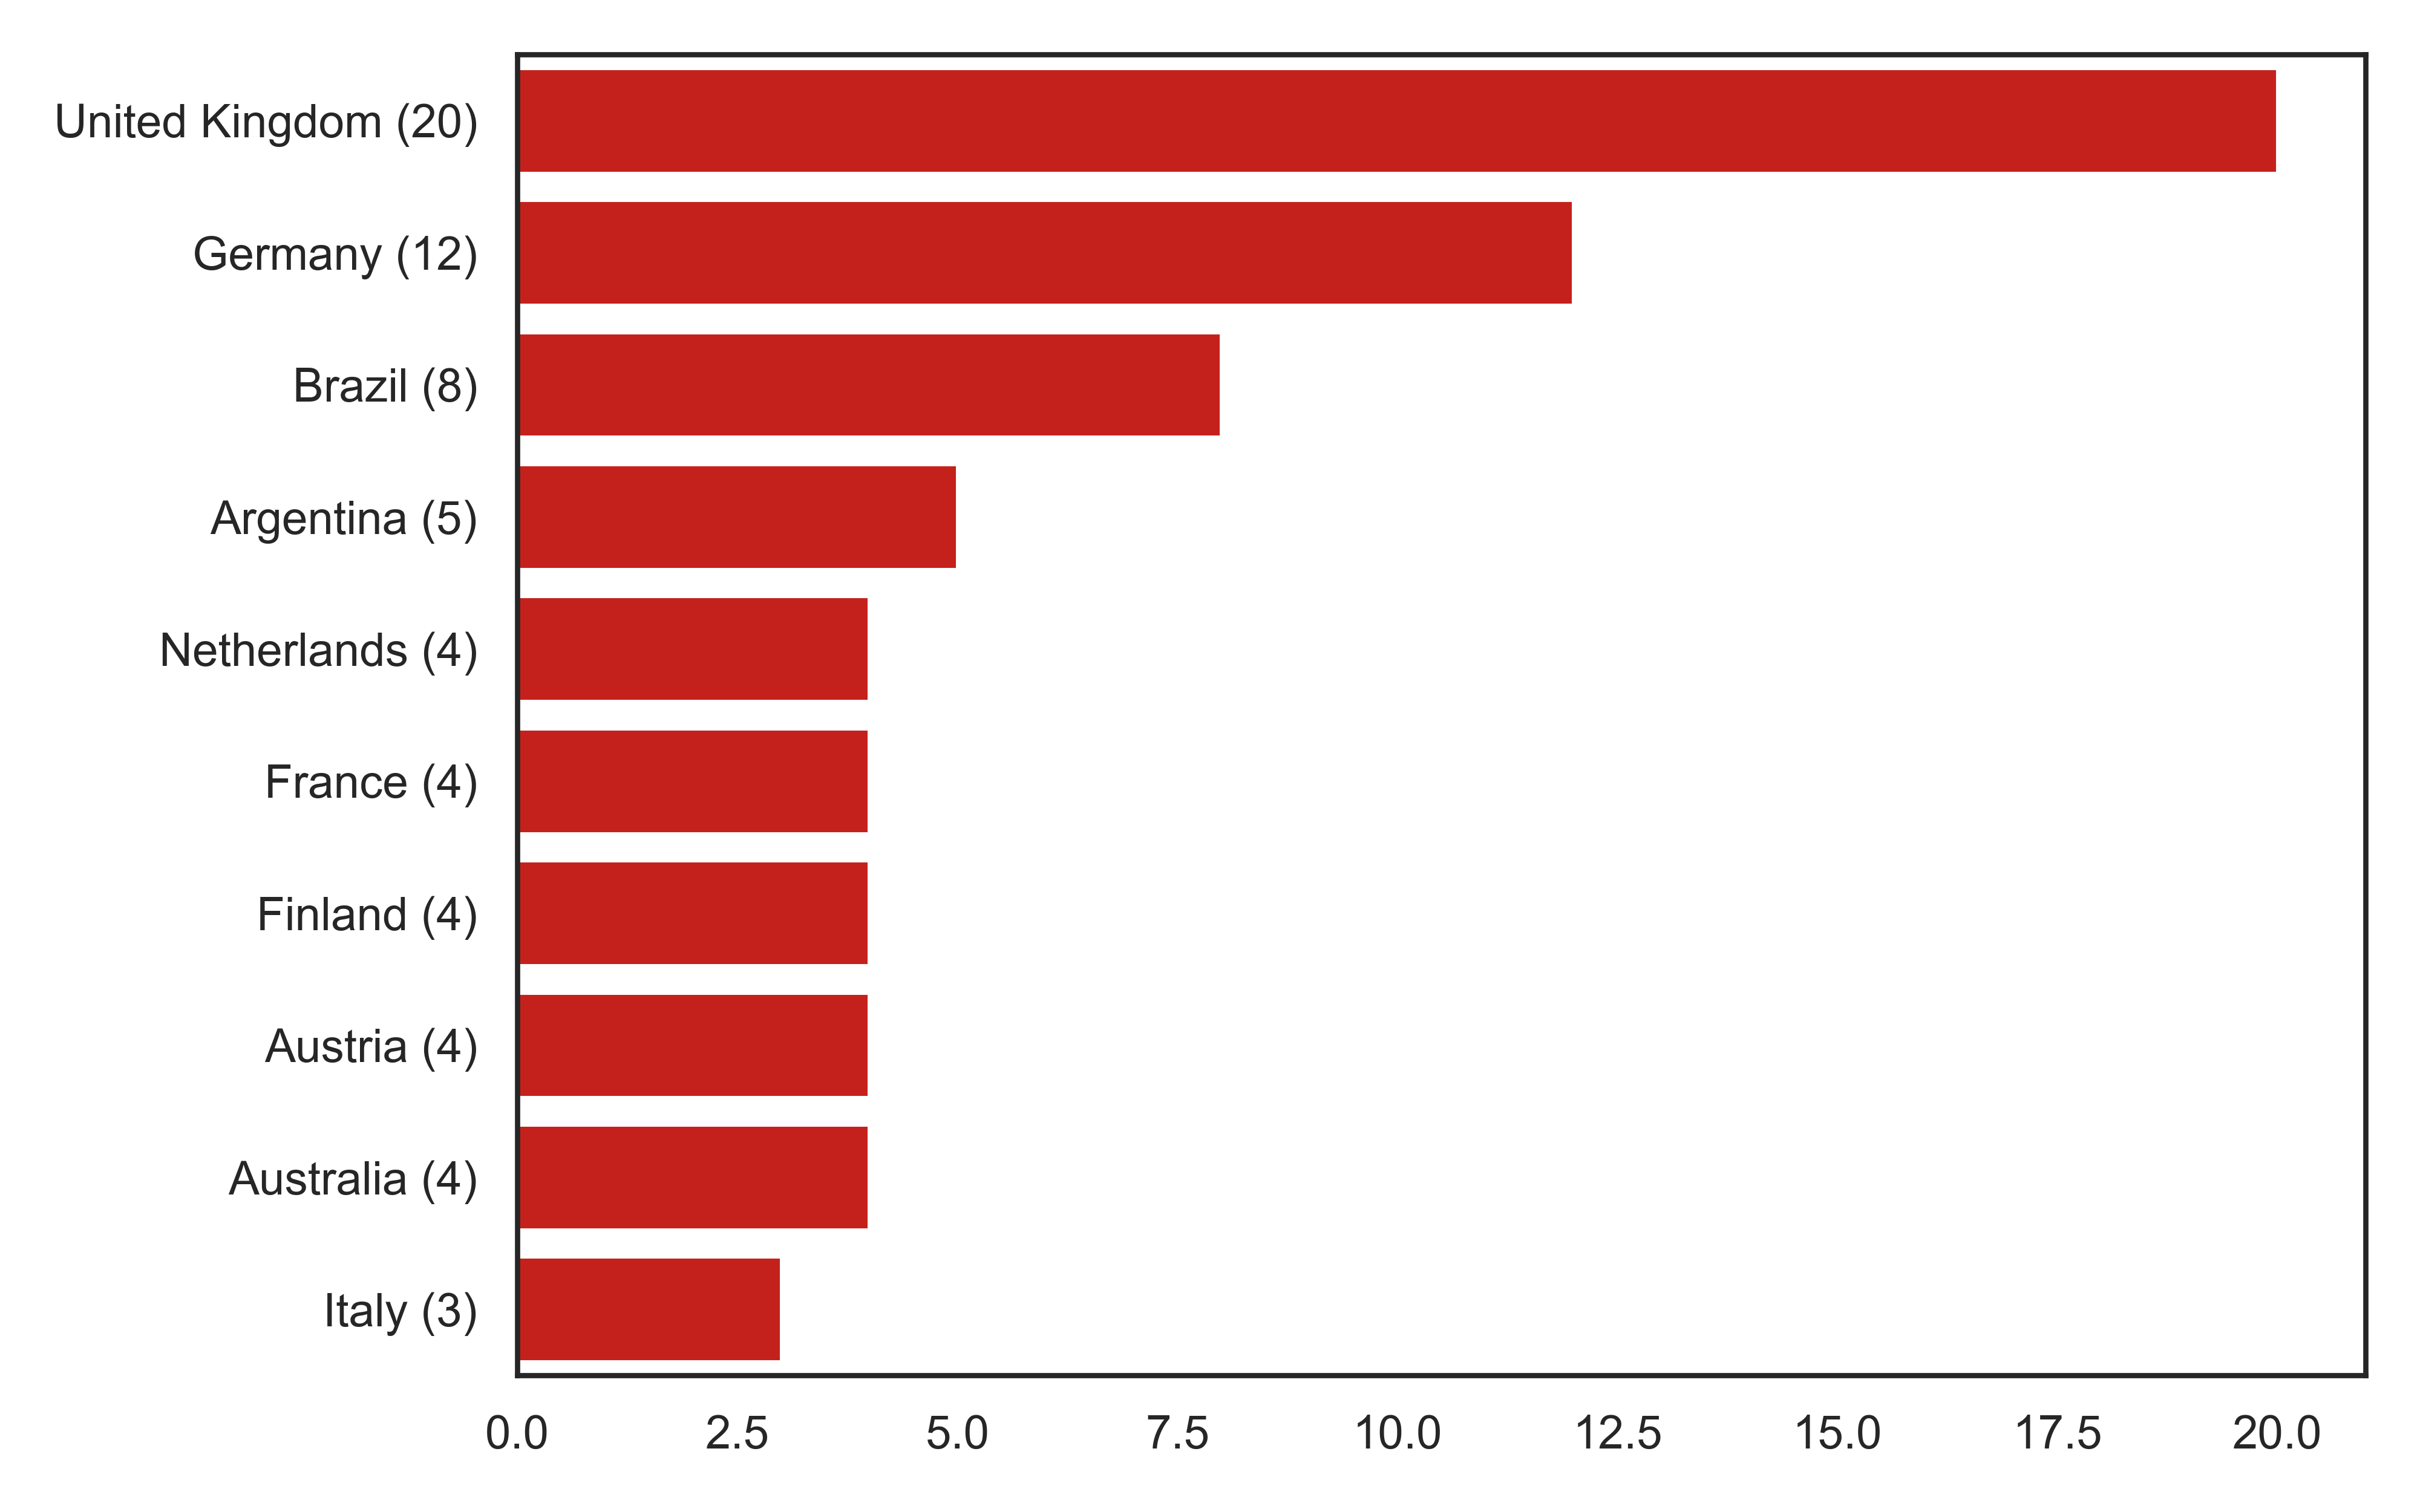 United Kingdom (20)
Germany (12)
Brazil (8)
Argentina (5)
Netherlands (4)
France (4)
Finland (4)
Austria (4)
Australia (4)
Italy (3)
0.0 2.5 5.0 7.5 10.0 12.5 15.0 17.5 20.0